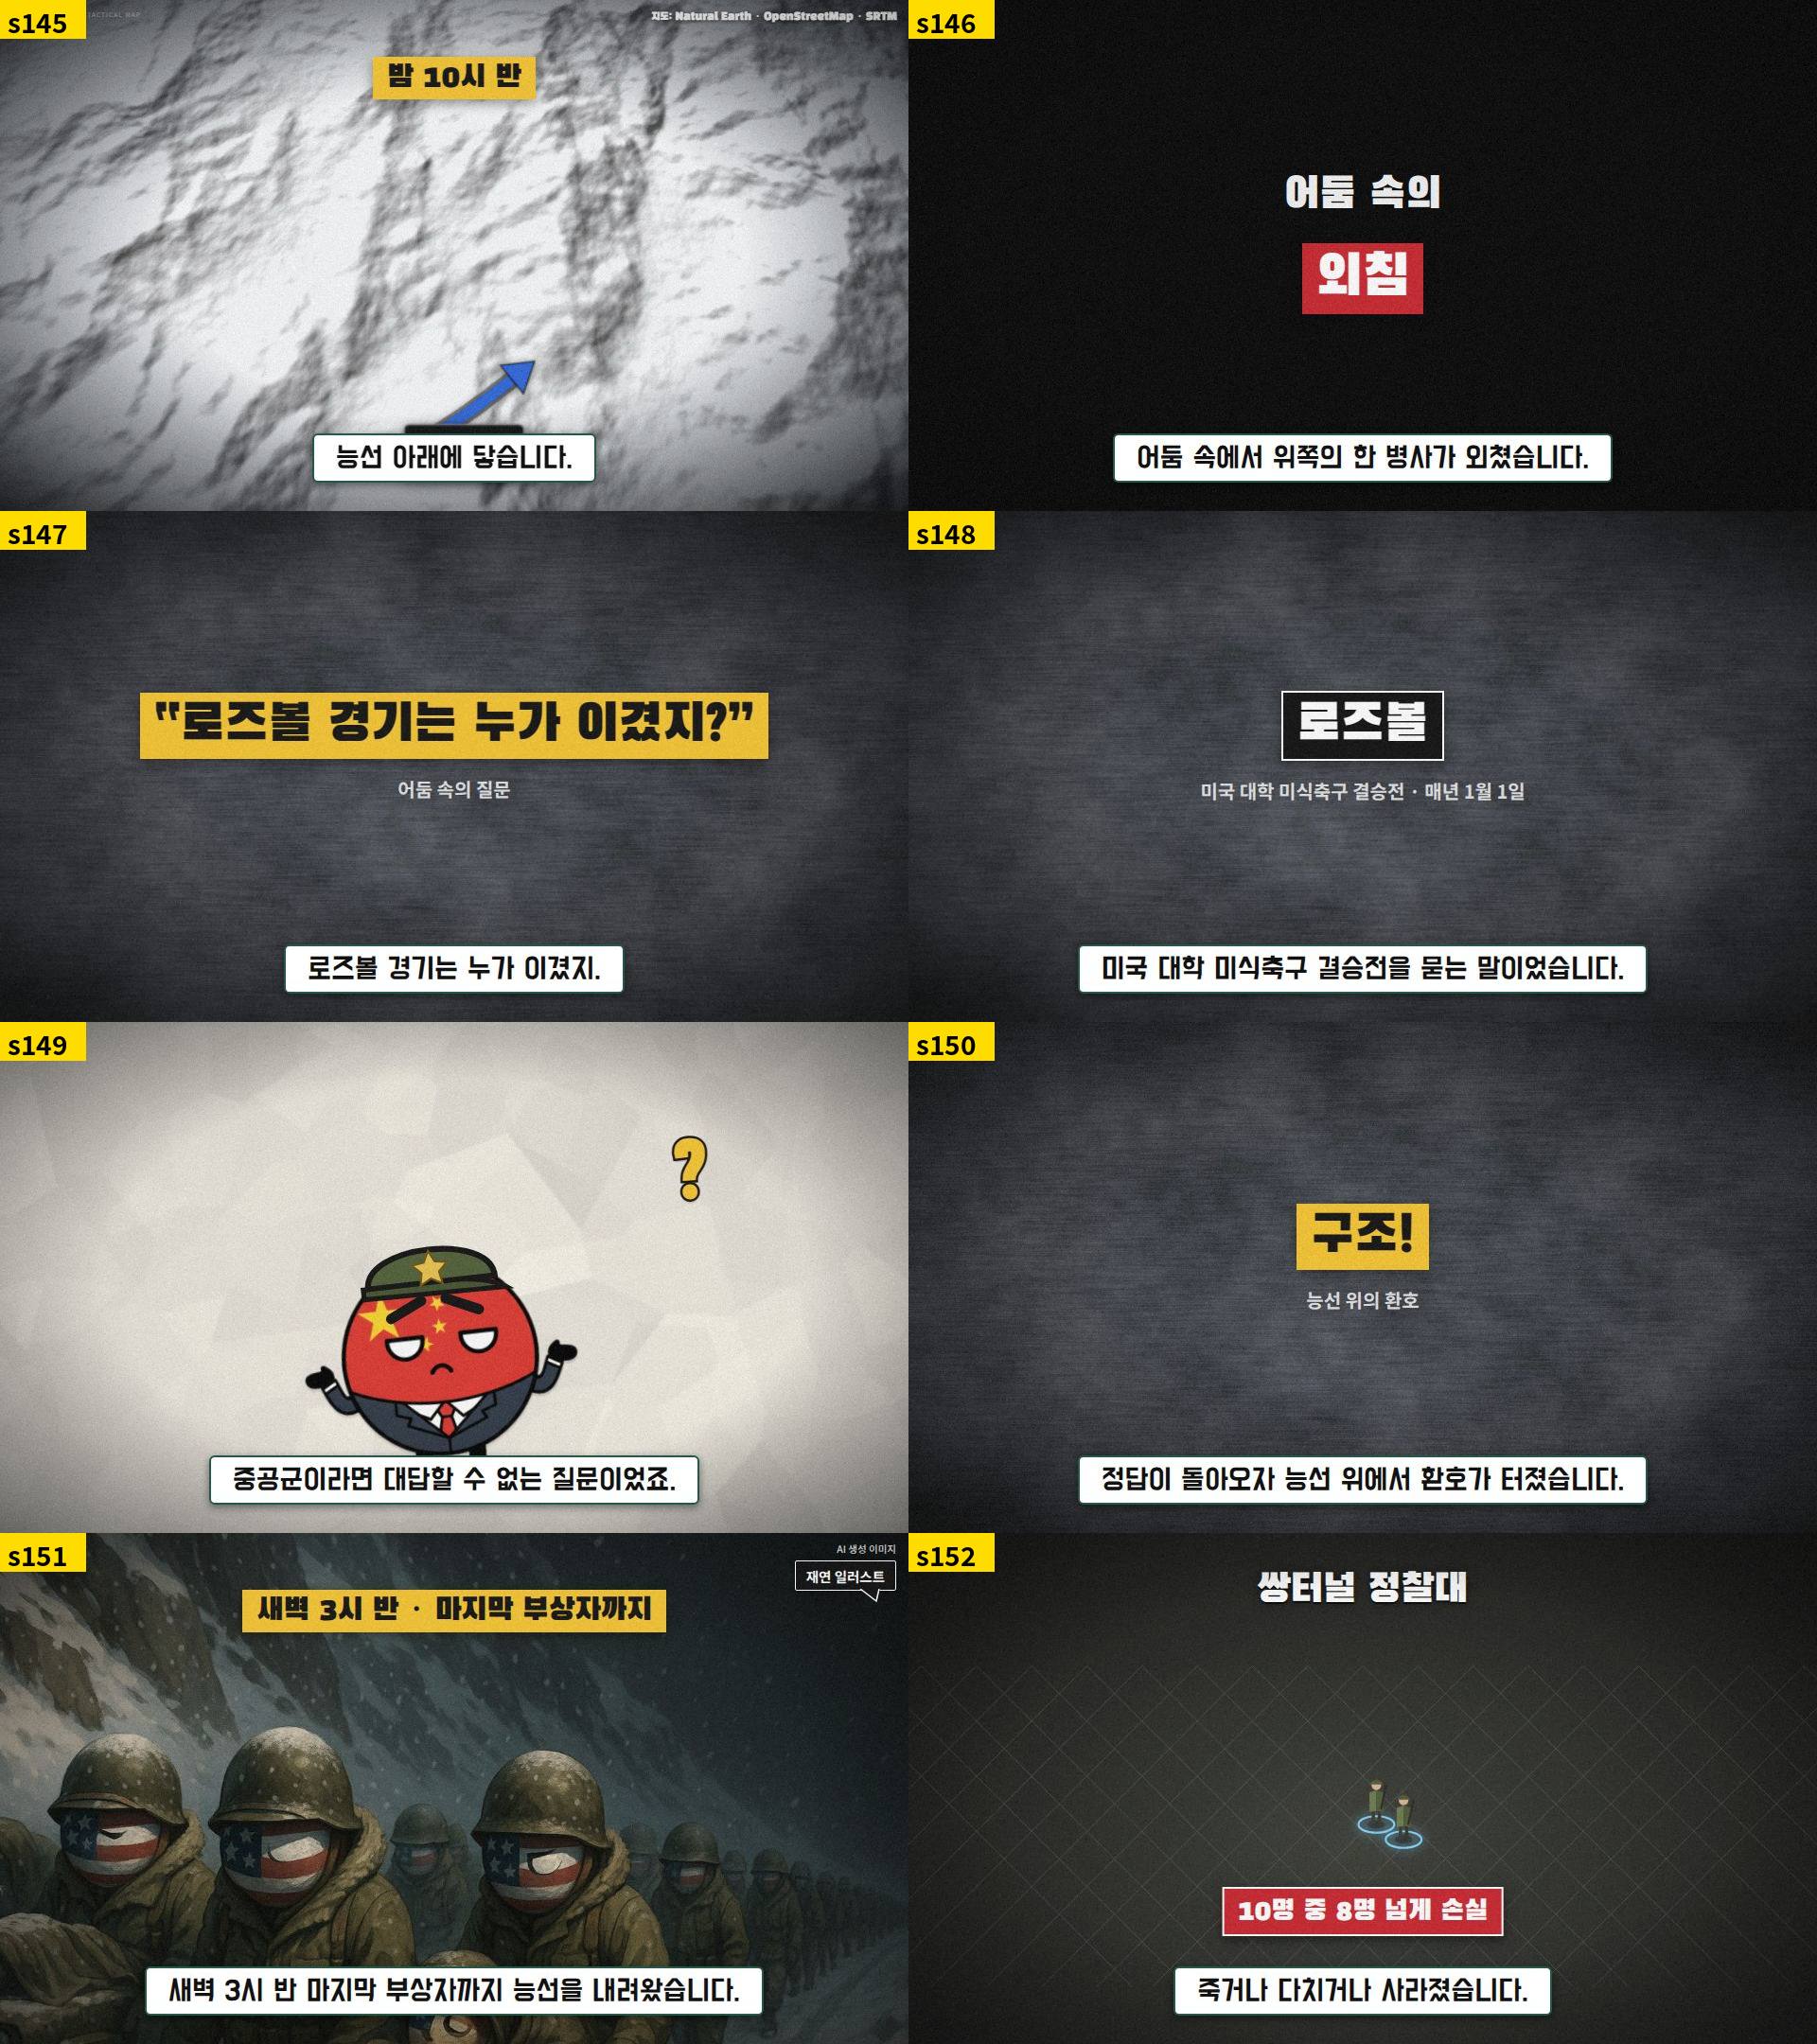 s145
TACTICAL MAP
지도: Natural Earth · OpenStreetMap · SRTM
밤 10시 반
능선 아래에 닿습니다.
s146
어둠 속의
외침
어둠 속에서 위쪽의 한 병사가 외쳤습니다.
s147
“로즈볼 경기는 누가 이겼지?”
어둠 속의 질문
로즈볼 경기는 누가 이겼지.
s148
로즈볼
미국 대학 미식축구 결승전 · 매년 1월 1일
미국 대학 미식축구 결승전을 묻는 말이었습니다.
s149
?
중공군이라면 대답할 수 없는 질문이었죠.
s150
구조!
능선 위의 환호
정답이 돌아오자 능선 위에서 환호가 터졌습니다.
s151
AI 생성 이미지
재연 일러스트
새벽 3시 반 · 마지막 부상자까지
새벽 3시 반 마지막 부상자까지 능선을 내려왔습니다.
s152
쌍터널 정찰대
10명 중 8명 넘게 손실
죽거나 다치거나 사라졌습니다.